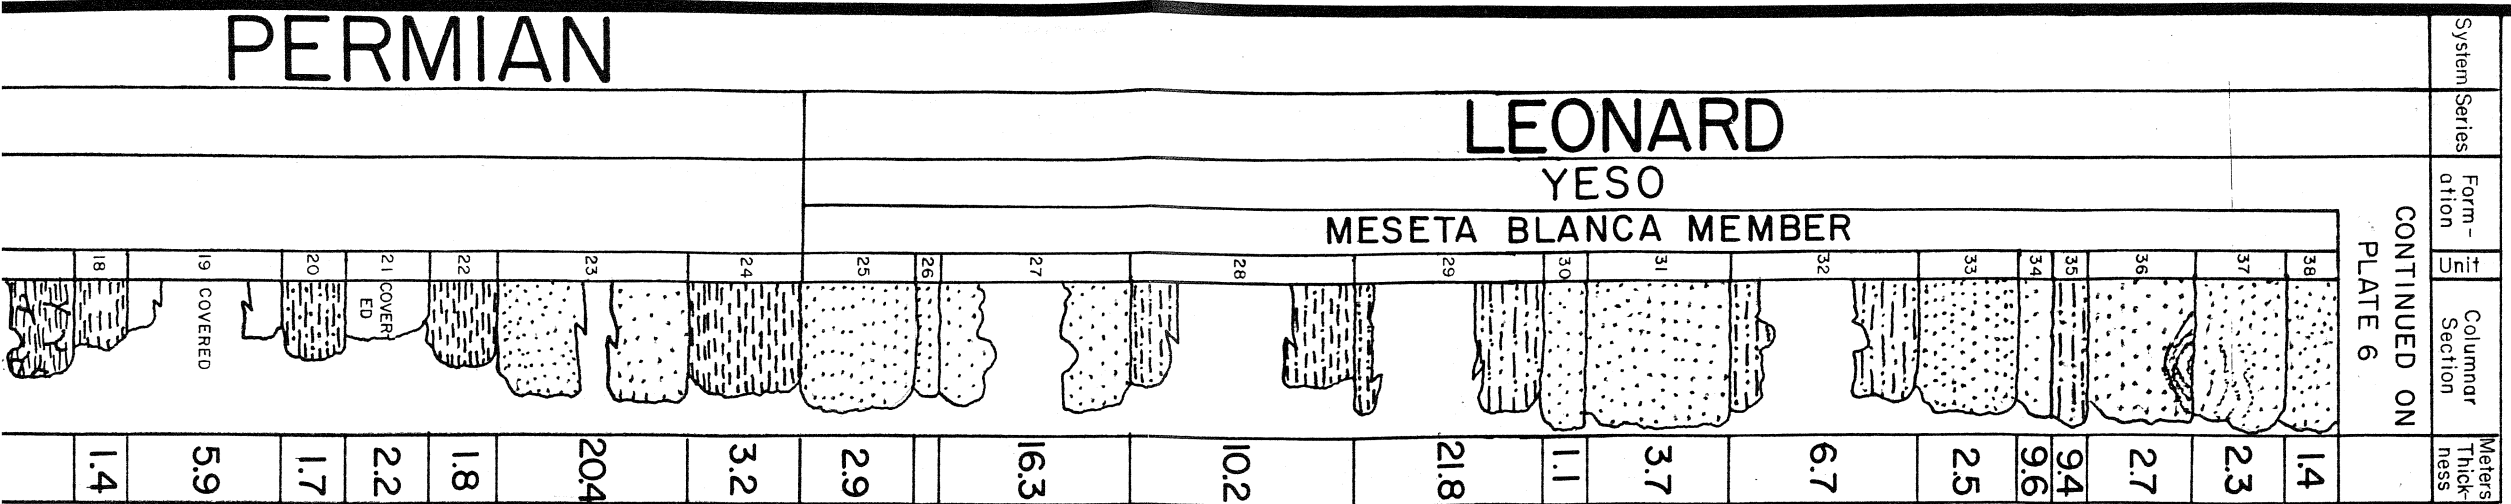 PERMIAN
LEONARD
YESO
MESETA BLANCA MEMBER
CONTINUED ON
PLATE 6
System
Series
Form-
ation
Unit
Columnar
Section
Meters
Thick-
ness
18
19
20
21
22
23
24
25
26
27
28
29
30
31
32
33
34
35
36
37
38
COVERED
COVER
ED
1.4
5.9
1.7
2.2
1.8
20.4
3.2
2.9
16.3
10.2
21.8
1.1
3.7
6.7
2.5
9.6
9.4
2.7
2.3
1.4